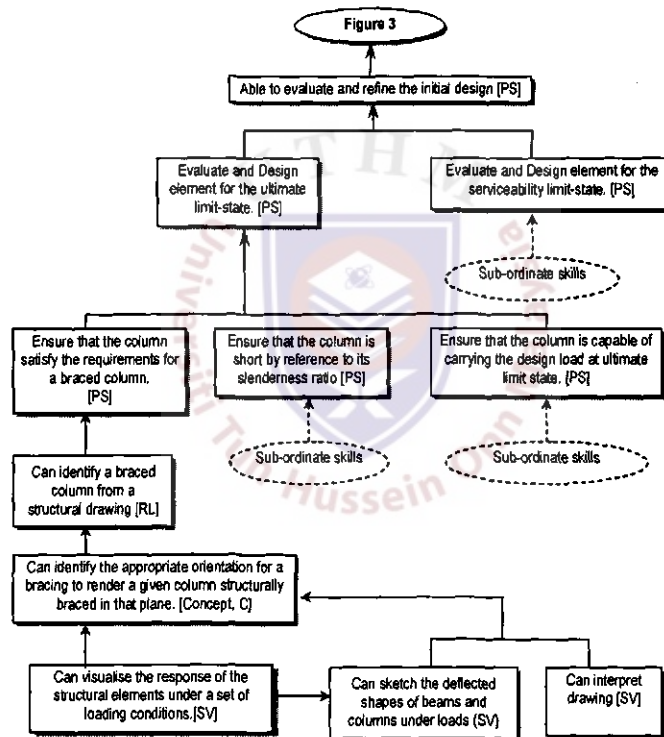 Figure 3
Able to evaluate and refine the initial design [PS]
Evaluate and Design
element for the ultimate
limit-state. [PS]
Evaluate and Design element for the
serviceability limit-state. [PS]
Sub-ordinate skills
Ensure that the column
satisfy the requirements for
a braced column.
[PS]
Ensure that the column is
short by reference to its
slenderness ratio [PS]
Ensure that the column is capable of
carrying the design load at ultimate
limit state. [PS]
Sub-ordinate skills
Sub-ordinate skills
Can identify a braced
column from a
structural drawing [RL]
Can identify the appropriate orientation for a
bracing to render a given column structurally
braced in that plane. [Concept, C]
Can visualise the response of the
structural elements under a set of
loading conditions.[SV]
Can sketch the deflected
shapes of beams and
columns under loads (SV)
Can interpret
drawing [SV]
UTHM
Universiti Tun Hussein Onn Malaysia